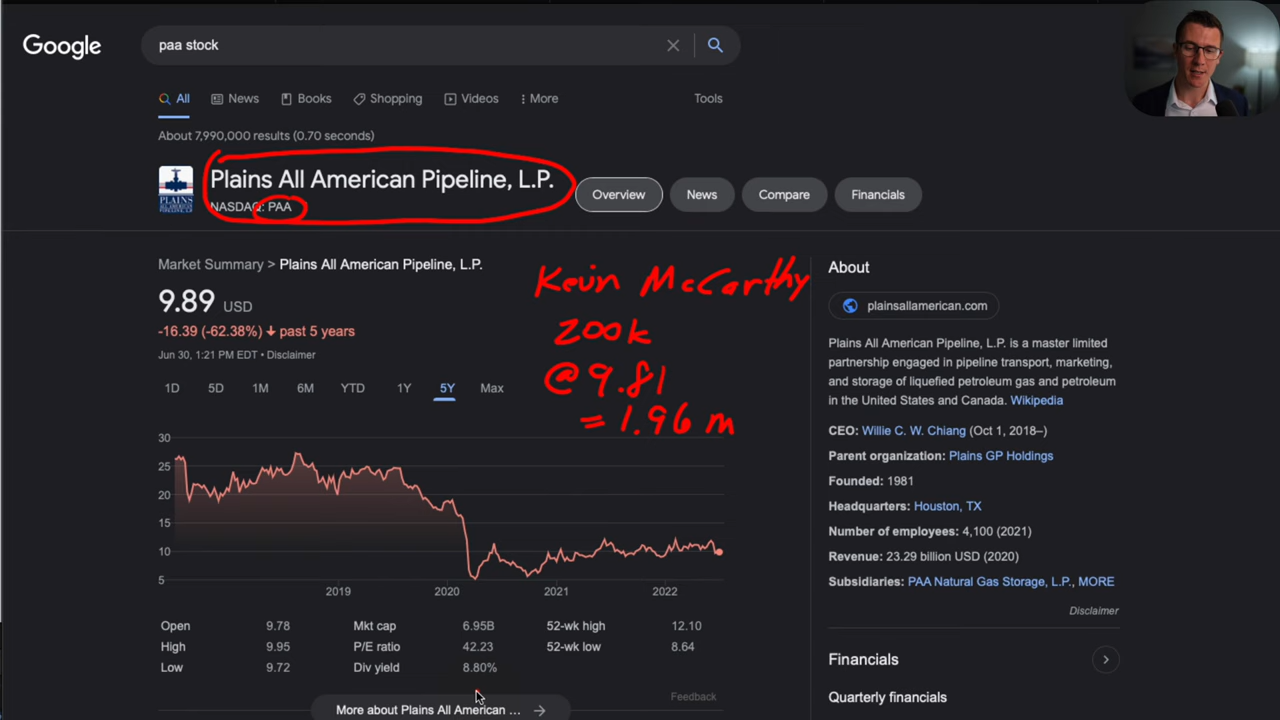 Google
paa stock
All News Books Shopping Videos More Tools
About 7,990,000 results (0.70 seconds)
PLAINS
Plains All American Pipeline, L.P.
NASDAQ: PAA
Overview News Compare Financials
Market Summary > Plains All American Pipeline, L.P.
9.89 USD
-16.39 (-62.38%) past 5 years
Jun 30, 1:21 PM EDT • Disclaimer
1D 5D 1M 6M YTD 1Y 5Y Max
Kevin McCarthy
200k
@ 9.81
= 1.96 m
30
25
20
15
10
5
2019 2020 2021 2022
Open 9.78 Mkt cap 6.95B 52-wk high 12.10
High 9.95 P/E ratio 42.23 52-wk low 8.64
Low 9.72 Div yield 8.80%
More about Plains All American ...
Feedback
About
plainsallamerican.com
Plains All American Pipeline, L.P. is a master limited
partnership engaged in pipeline transport, marketing,
and storage of liquefied petroleum gas and petroleum
in the United States and Canada. Wikipedia
CEO: Willie C. W. Chiang (Oct 1, 2018–)
Parent organization: Plains GP Holdings
Founded: 1981
Headquarters: Houston, TX
Number of employees: 4,100 (2021)
Revenue: 23.29 billion USD (2020)
Subsidiaries: PAA Natural Gas Storage, L.P., MORE
Disclaimer
Financials
Quarterly financials